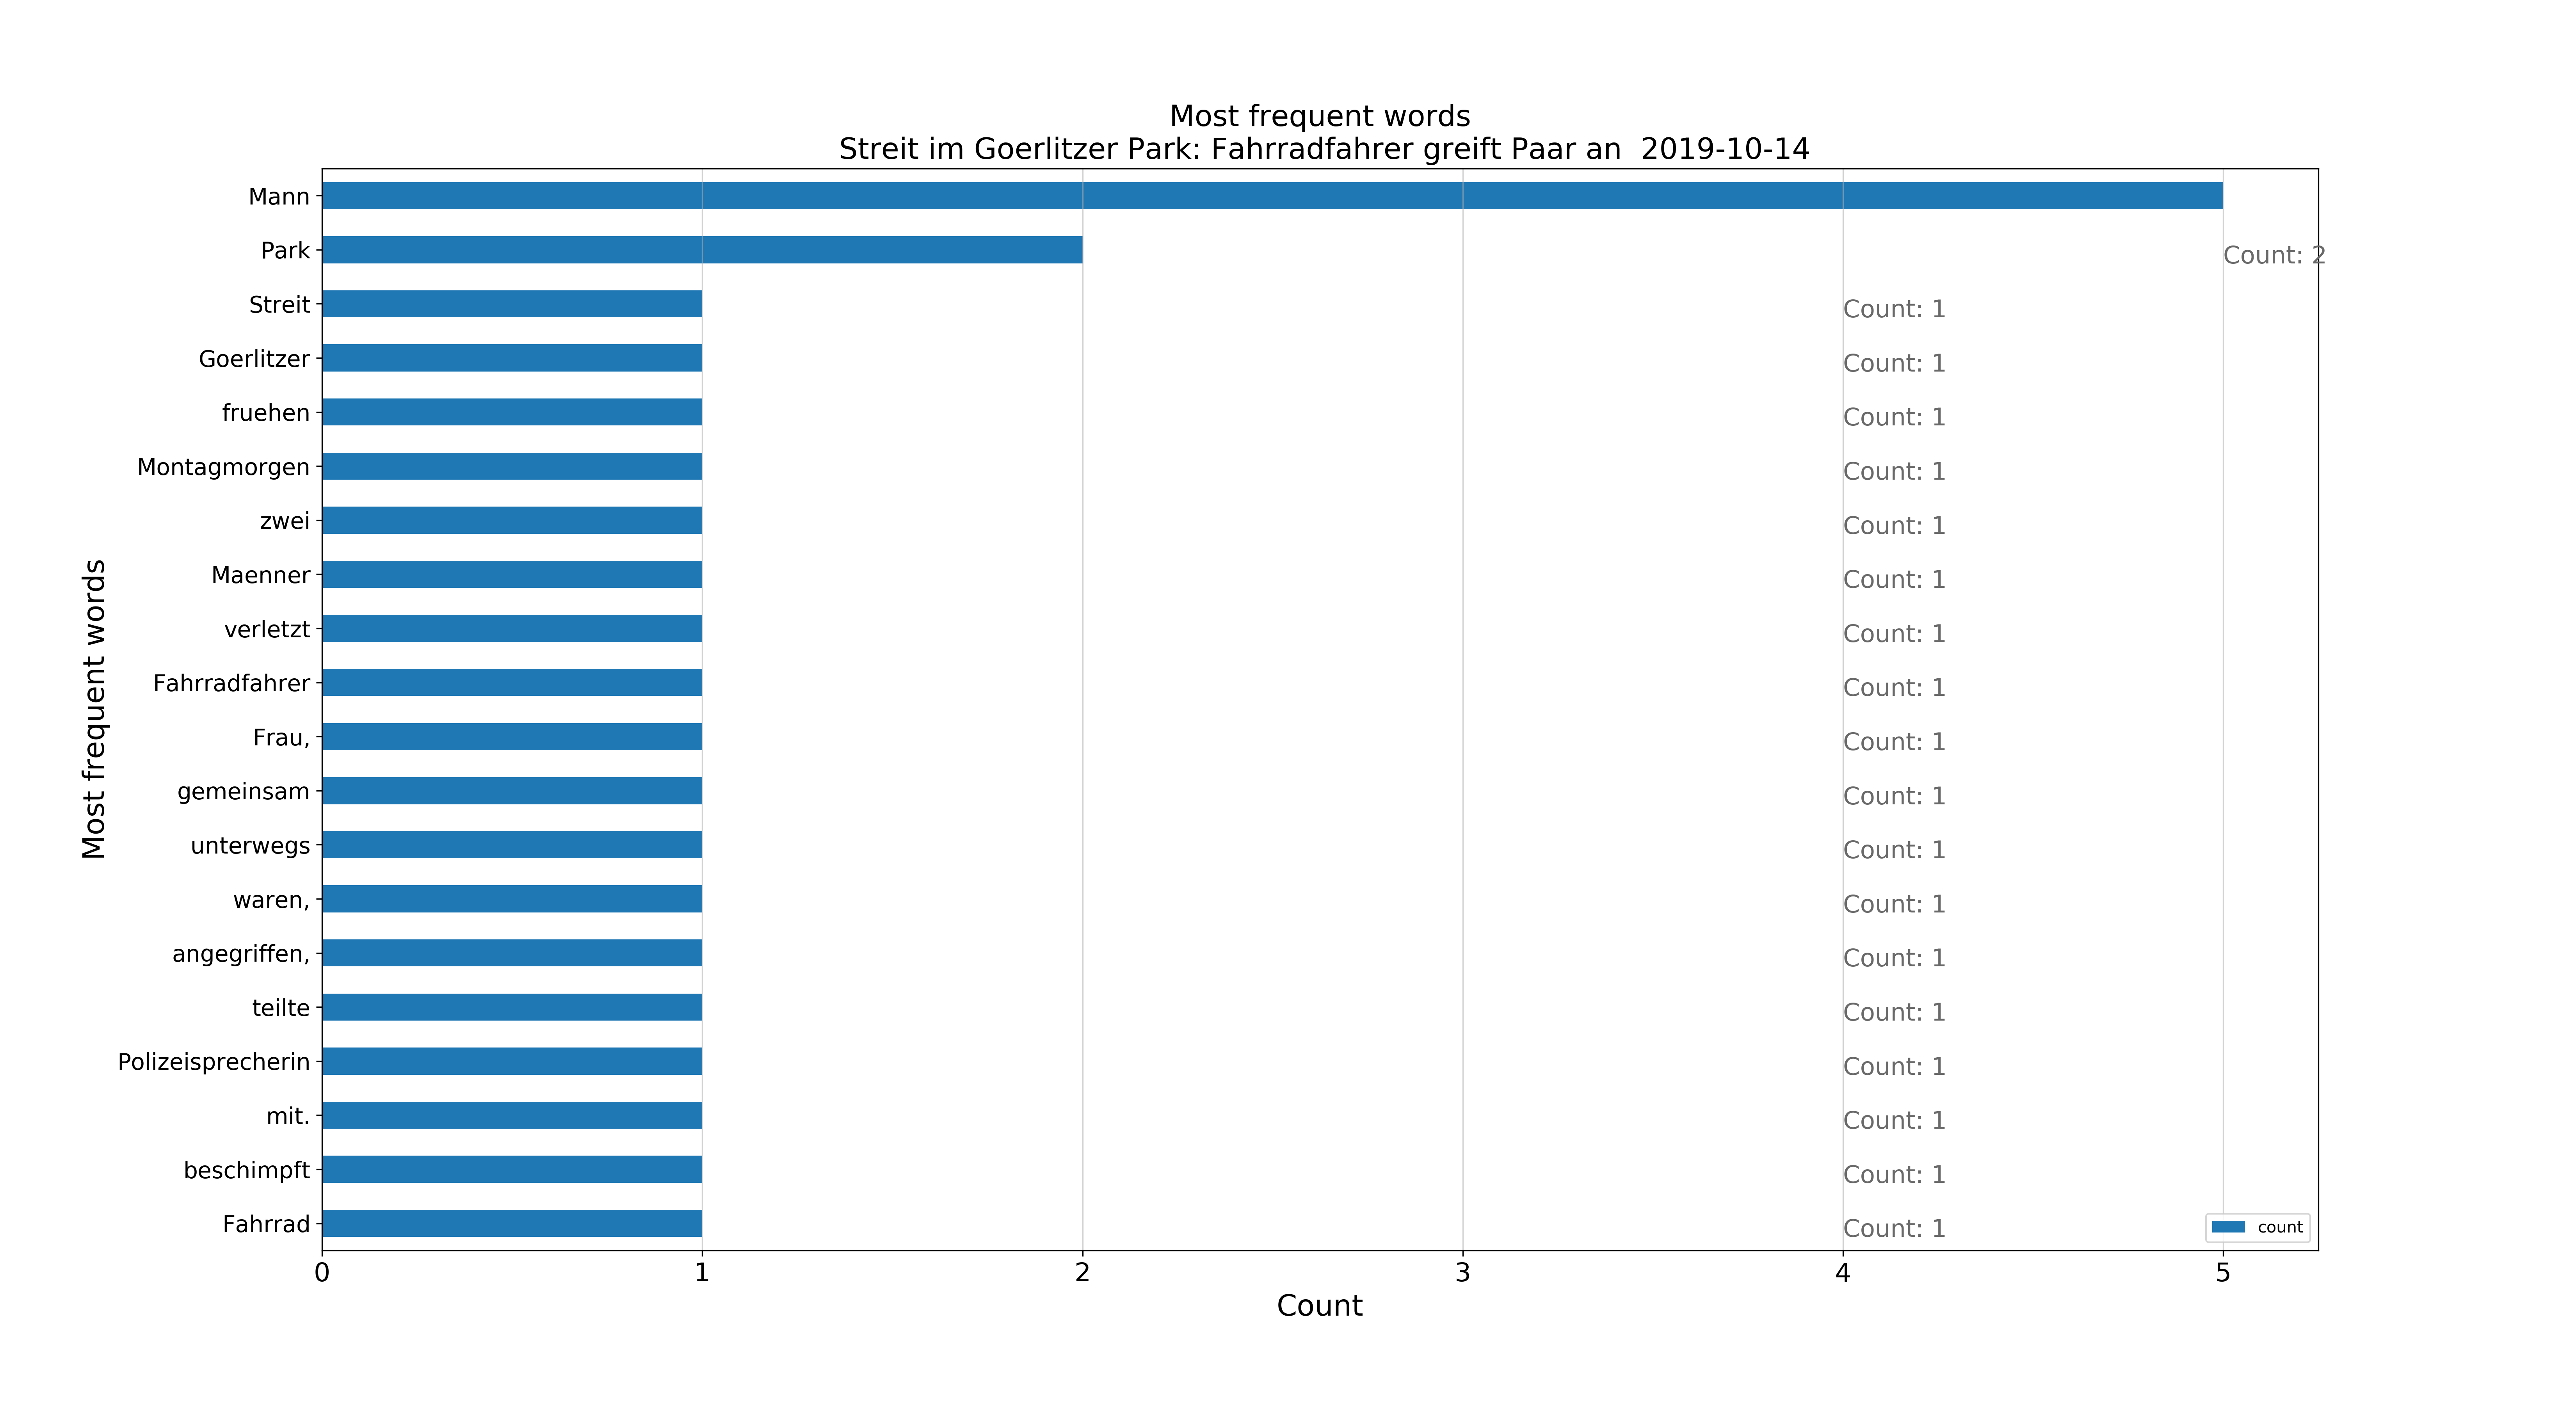 Most frequent words
Streit im Goerlitzer Park: Fahrradfahrer greift Paar an  2019-10-14
Most frequent words
Mann
Park Count: 2
Streit Count: 1
Goerlitzer Count: 1
fruehen Count: 1
Montagmorgen Count: 1
zwei Count: 1
Maenner Count: 1
verletzt Count: 1
Fahrradfahrer Count: 1
Frau, Count: 1
gemeinsam Count: 1
unterwegs Count: 1
waren, Count: 1
angegriffen, Count: 1
teilte Count: 1
Polizeisprecherin Count: 1
mit. Count: 1
beschimpft Count: 1
Fahrrad Count: 1
count
0 1 2 3 4 5
Count